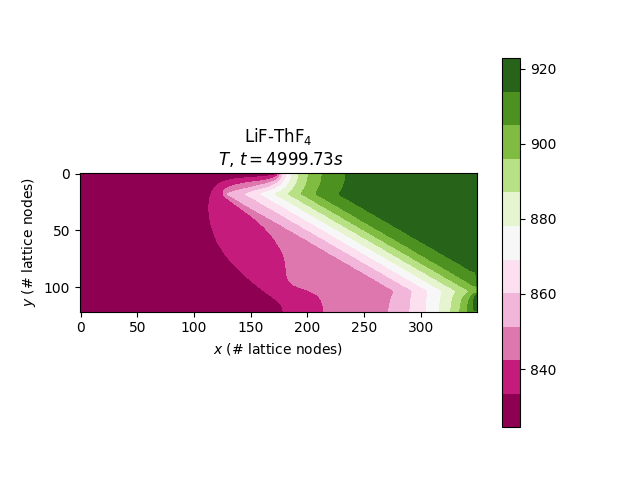 LiF-ThF₄
T, t = 4999.73s
0
50
100
y (# lattice nodes)
0 50 100 150 200 250 300
x (# lattice nodes)
920
900
880
860
840